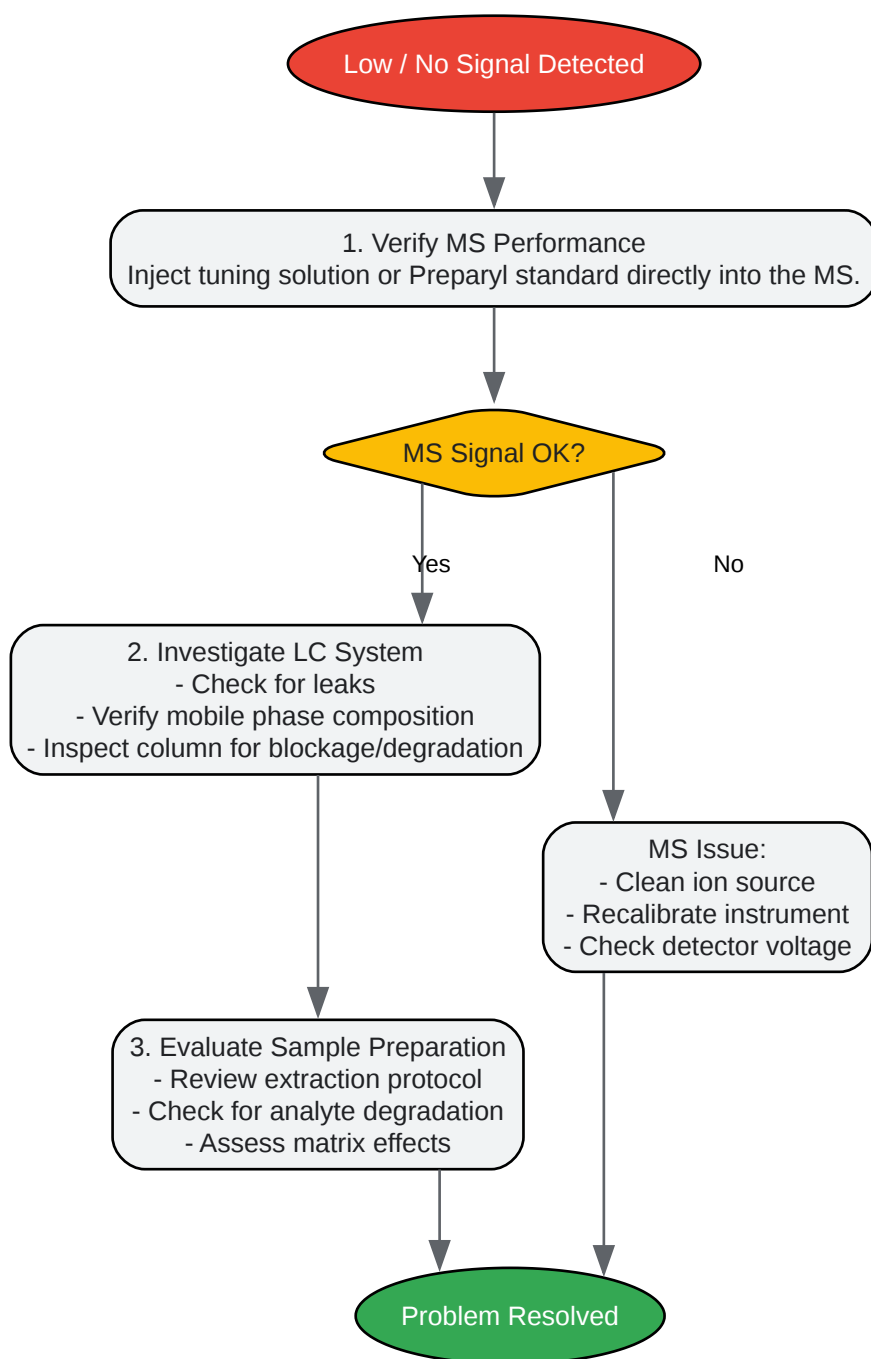 Low / No Signal Detected
1. Verify MS Performance
Inject tuning solution or Preparyl standard directly into the MS.
MS Signal OK?
Yes
No
2. Investigate LC System
- Check for leaks
- Verify mobile phase composition
- Inspect column for blockage/degradation
MS Issue:
- Clean ion source
- Recalibrate instrument
- Check detector voltage
3. Evaluate Sample Preparation
- Review extraction protocol
- Check for analyte degradation
- Assess matrix effects
Problem Resolved